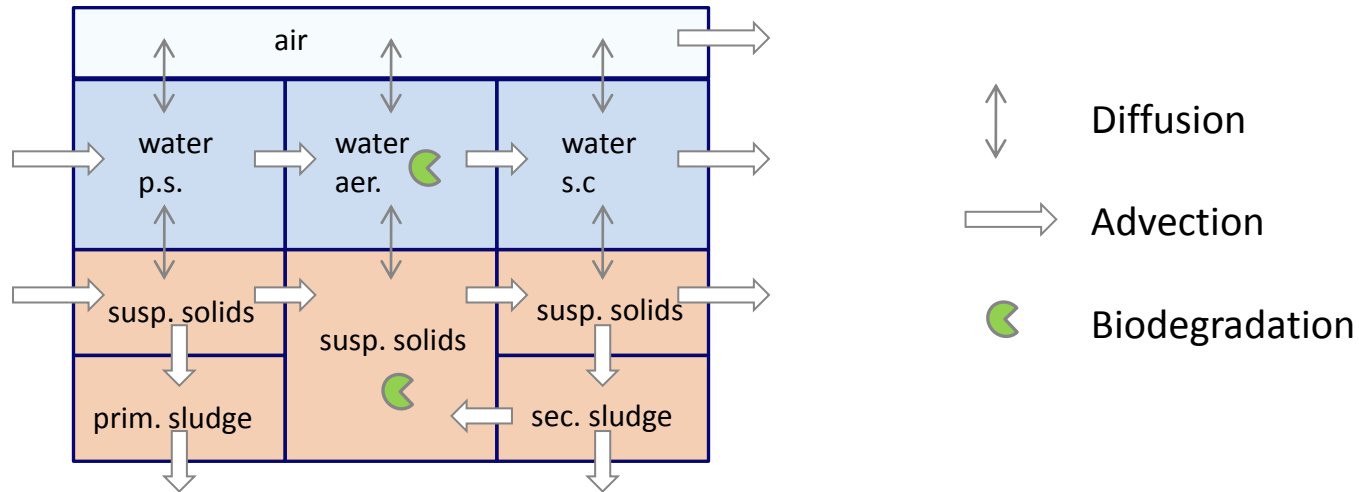 air
water
p.s.
water
aer.
water
s.c
susp. solids
susp. solids
susp. solids
prim. sludge
sec. sludge
Diffusion
Advection
Biodegradation